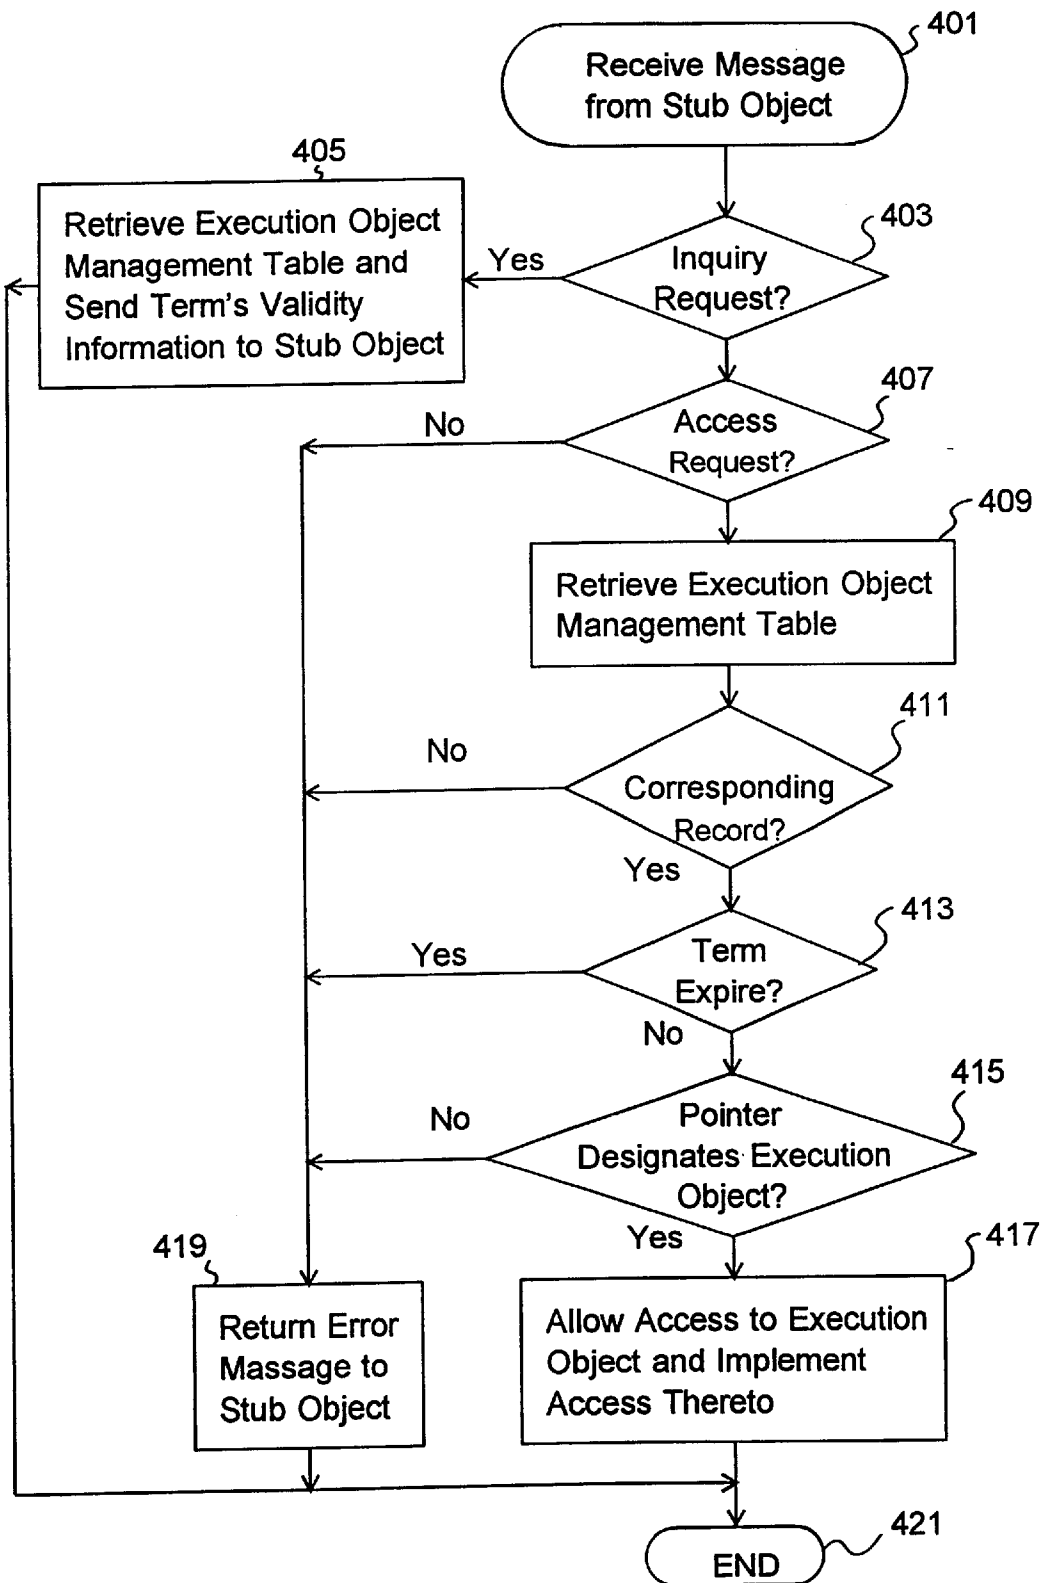 401
Receive Message
from Stub Object
405
Retrieve Execution Object
Management Table and
Send Term's Validity
Information to Stub Object
Yes
403
Inquiry
Request?
407
No
Access
Request?
409
Retrieve Execution Object
Management Table
411
No
Corresponding
Record?
Yes
413
Yes
Term
Expire?
No
415
No
Pointer
Designates Execution
Object?
Yes
419
417
Return Error
Massage to
Stub Object
Allow Access to Execution
Object and Implement
Access Thereto
421
END